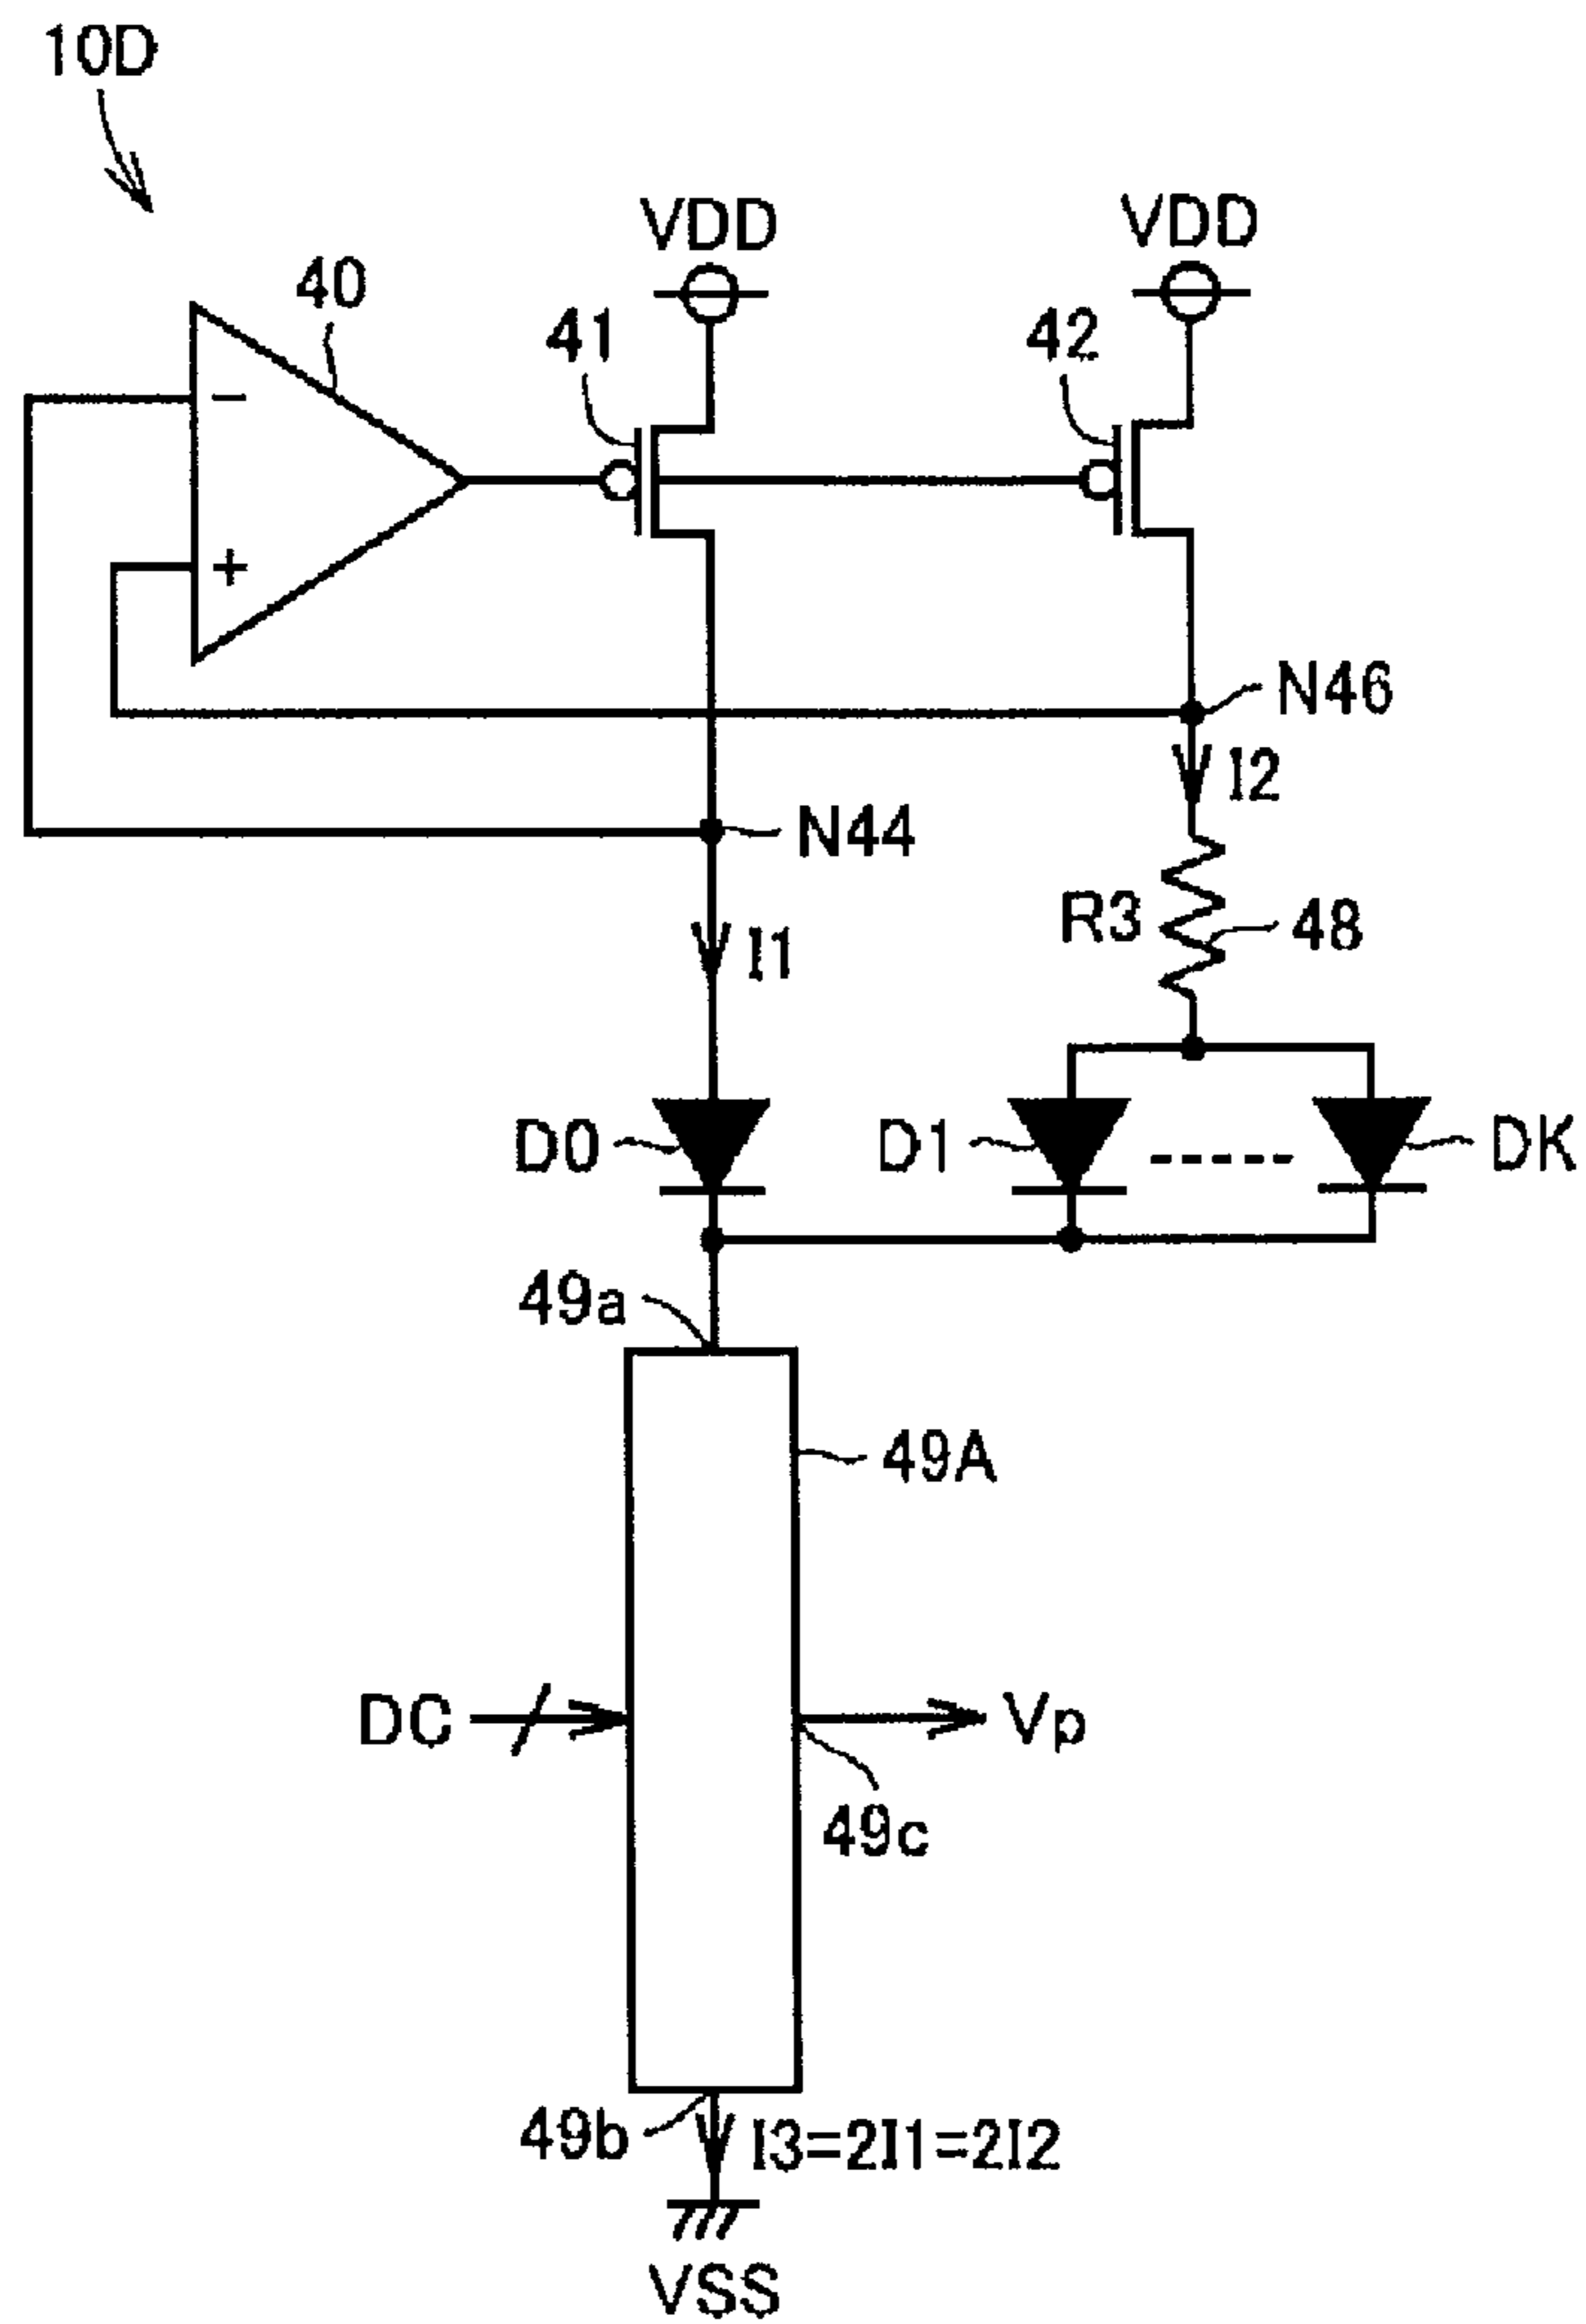 10D
VDD
VDD
40
41
42
−
+
N46
I2
N44
R3
48
I1
D0
D1
DK
49a
49A
DC
Vp
49c
49b
I3=2I1=2I2
VSS